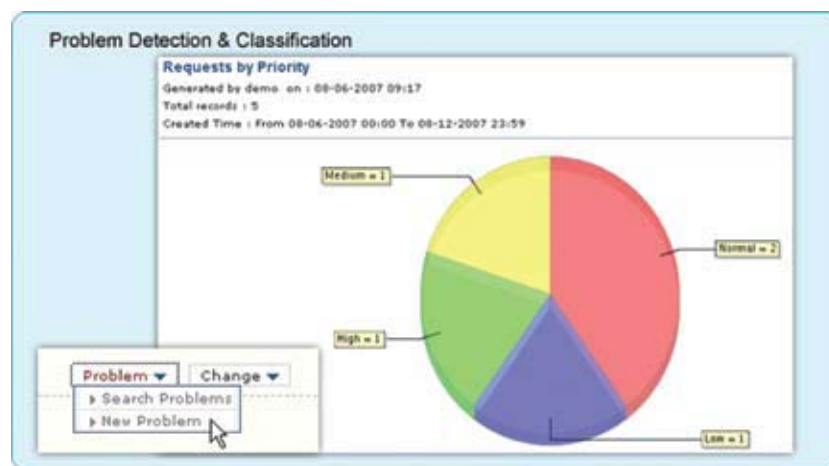 Problem Detection & Classification
Requests by Priority
Generated by demo on : 08-06-2007 09:17
Total records : 5
Created Time : From 08-06-2007 00:00 To 08-12-2007 23:59
Medium = 1
Normal = 2
High = 1
Low = 1
Problem Change
Search Problems
New Problem